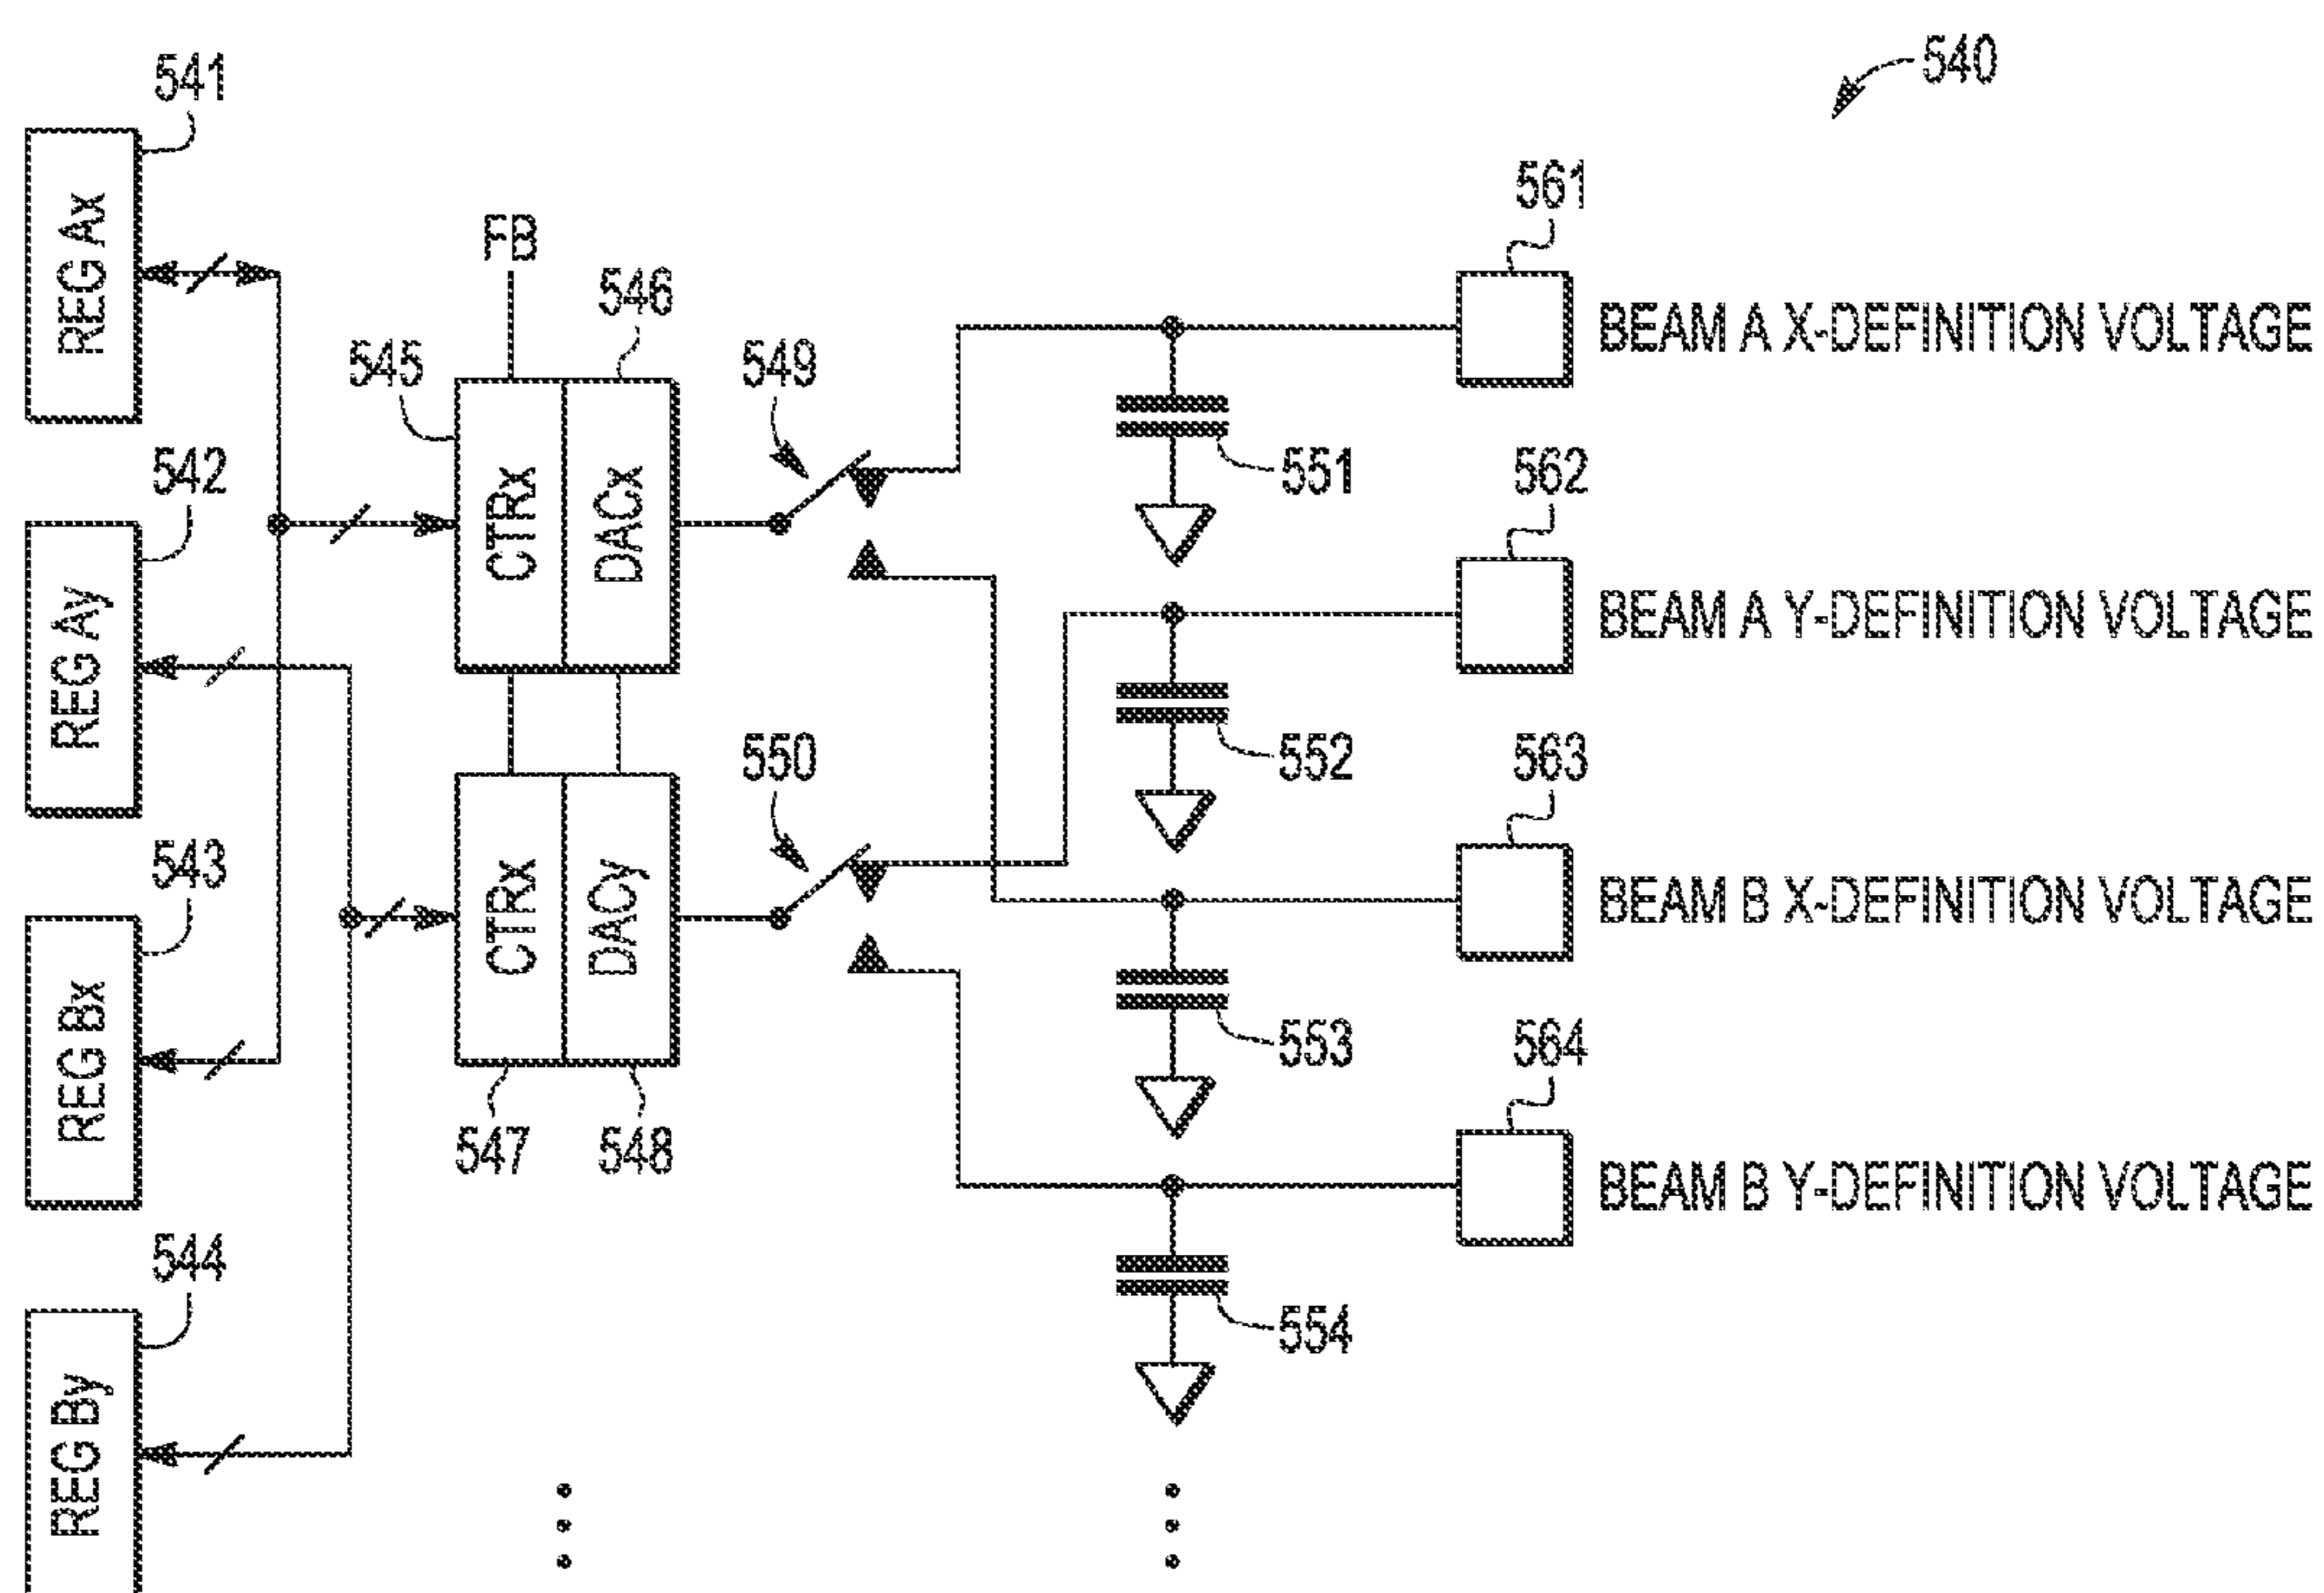 540
541
REG Ax
FB
546
545
CTRx
DACx
549
561
BEAM A X-DEFINITION VOLTAGE
551
542
REG Ay
562
BEAM A Y-DEFINITION VOLTAGE
552
543
REG Bx
550
CTRx
DACy
547
548
563
BEAM B X-DEFINITION VOLTAGE
553
564
BEAM B Y-DEFINITION VOLTAGE
554
544
REG By